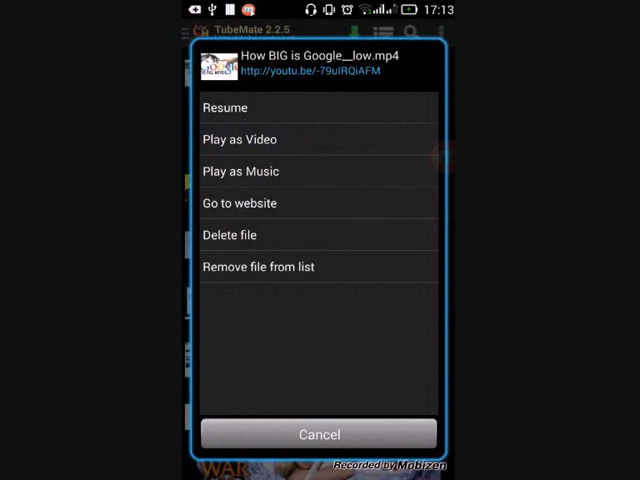 17:13
TubeMate 2.2.5
How BIG is Google__low.mp4
http://youtu.be/-79uIRQiAFM
Resume
Play as Video
Play as Music
Go to website
Delete file
Remove file from list
Cancel
WAR
Recorded by Mobizen